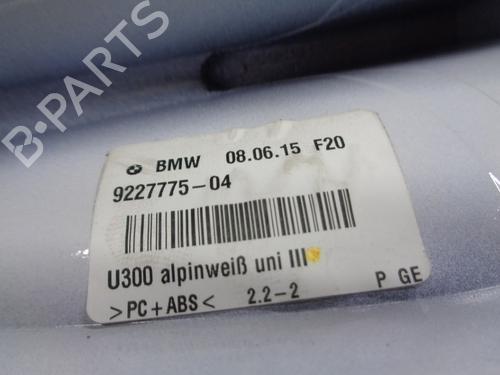 B-PARTS
BMW 08.06.15 F20
9227775-04
U300 alpinweiß uni III
>PC+ABS< 2.2-2 P GE